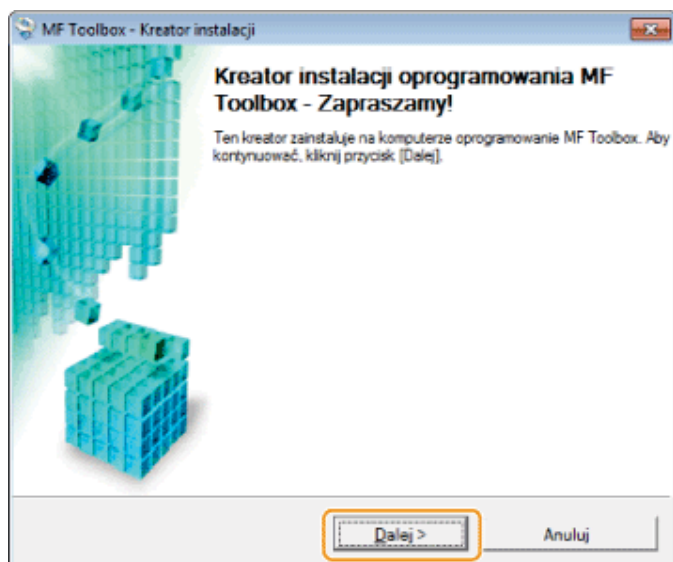 MF Toolbox - Kreator instalacji
Kreator instalacji oprogramowania MF
Toolbox - Zapraszamy!
Ten kreator zainstaluje na komputerze oprogramowanie MF Toolbox. Aby
kontynuować, kliknij przycisk [Dalej].
Dalej >
Anuluj